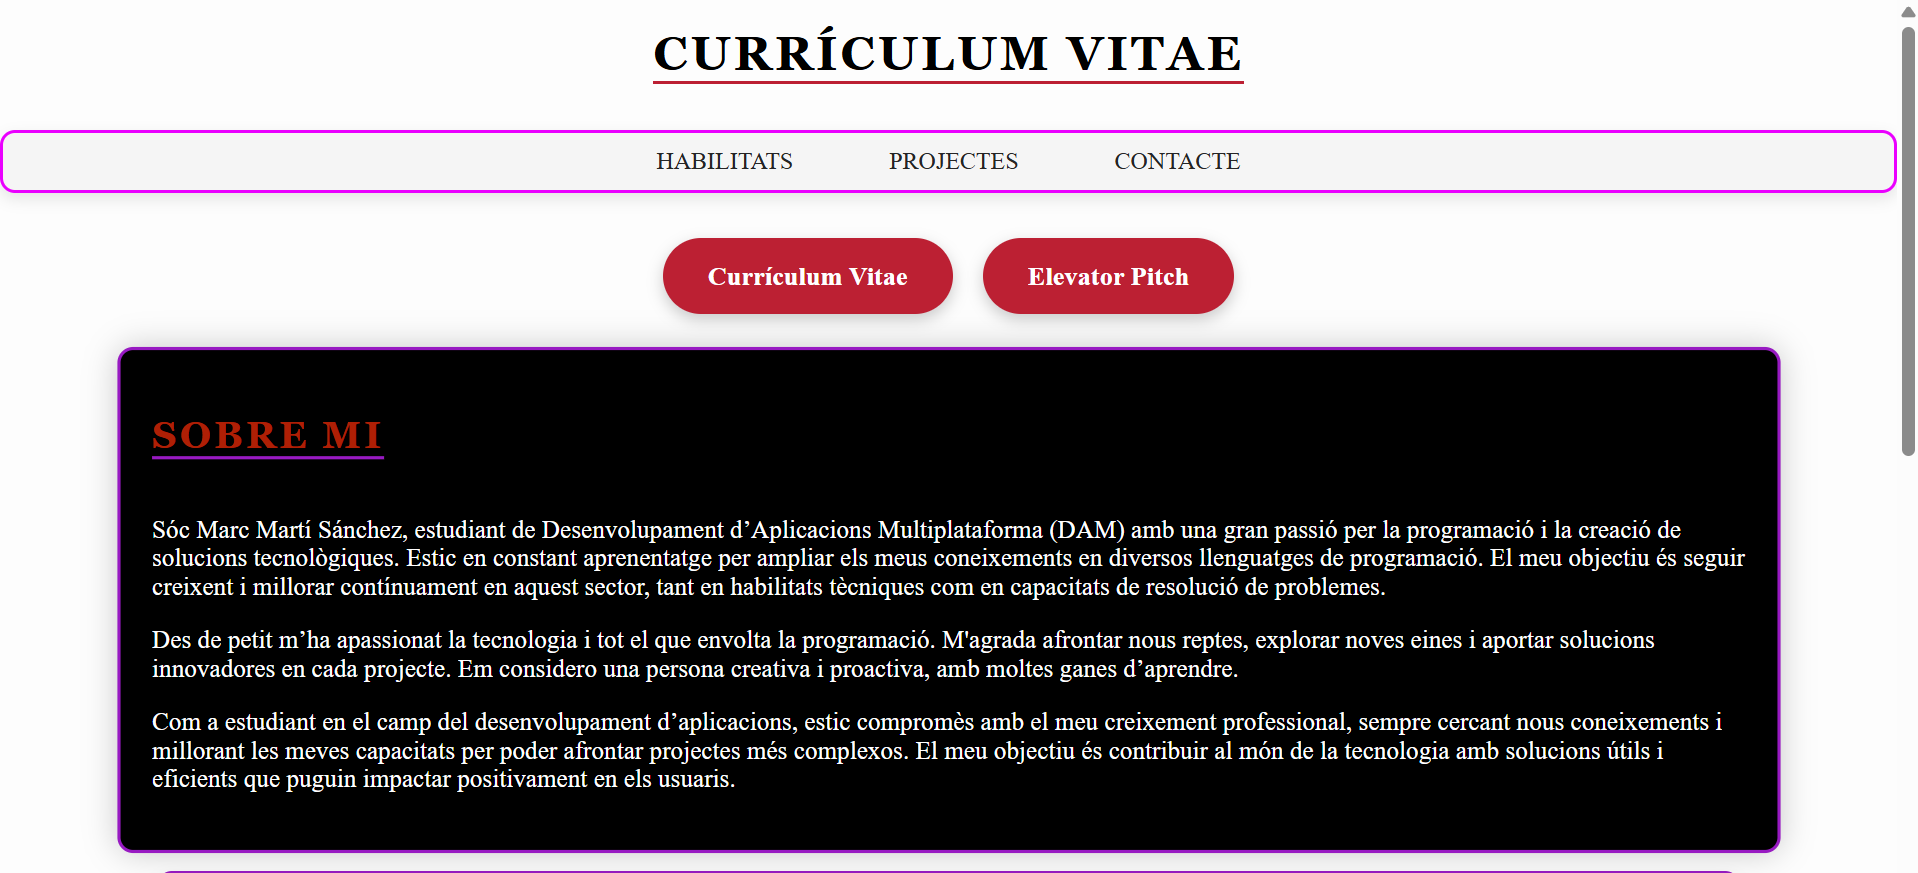 CURRÍCULUM VITAE
HABILITATS PROJECTES CONTACTE
Currículum Vitae Elevator Pitch
SOBRE MI
Sóc Marc Martí Sánchez, estudiant de Desenvolupament d’Aplicacions Multiplataforma (DAM) amb una gran passió per la programació i la creació de
solucions tecnològiques. Estic en constant aprenentatge per ampliar els meus coneixements en diversos llenguatges de programació. El meu objectiu és seguir
creixent i millorar contínuament en aquest sector, tant en habilitats tècniques com en capacitats de resolució de problemes.
Des de petit m’ha apassionat la tecnologia i tot el que envolta la programació. M'agrada afrontar nous reptes, explorar noves eines i aportar solucions
innovadores en cada projecte. Em considero una persona creativa i proactiva, amb moltes ganes d’aprendre.
Com a estudiant en el camp del desenvolupament d’aplicacions, estic compromès amb el meu creixement professional, sempre cercant nous coneixements i
millorant les meves capacitats per poder afrontar projectes més complexos. El meu objectiu és contribuir al món de la tecnologia amb solucions útils i
eficients que puguin impactar positivament en els usuaris.